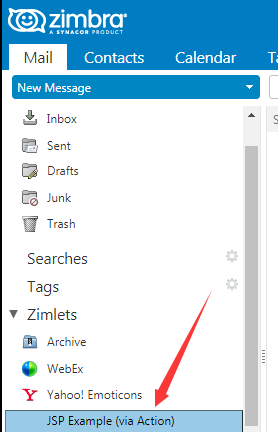 zimbra
A SYNACOR PRODUCT
Mail Contacts Calendar
New Message
Inbox
Sent
Drafts
Junk
Trash
Searches
Tags
Zimlets
Archive
WebEx
Yahoo! Emoticons
JSP Example (via Action)